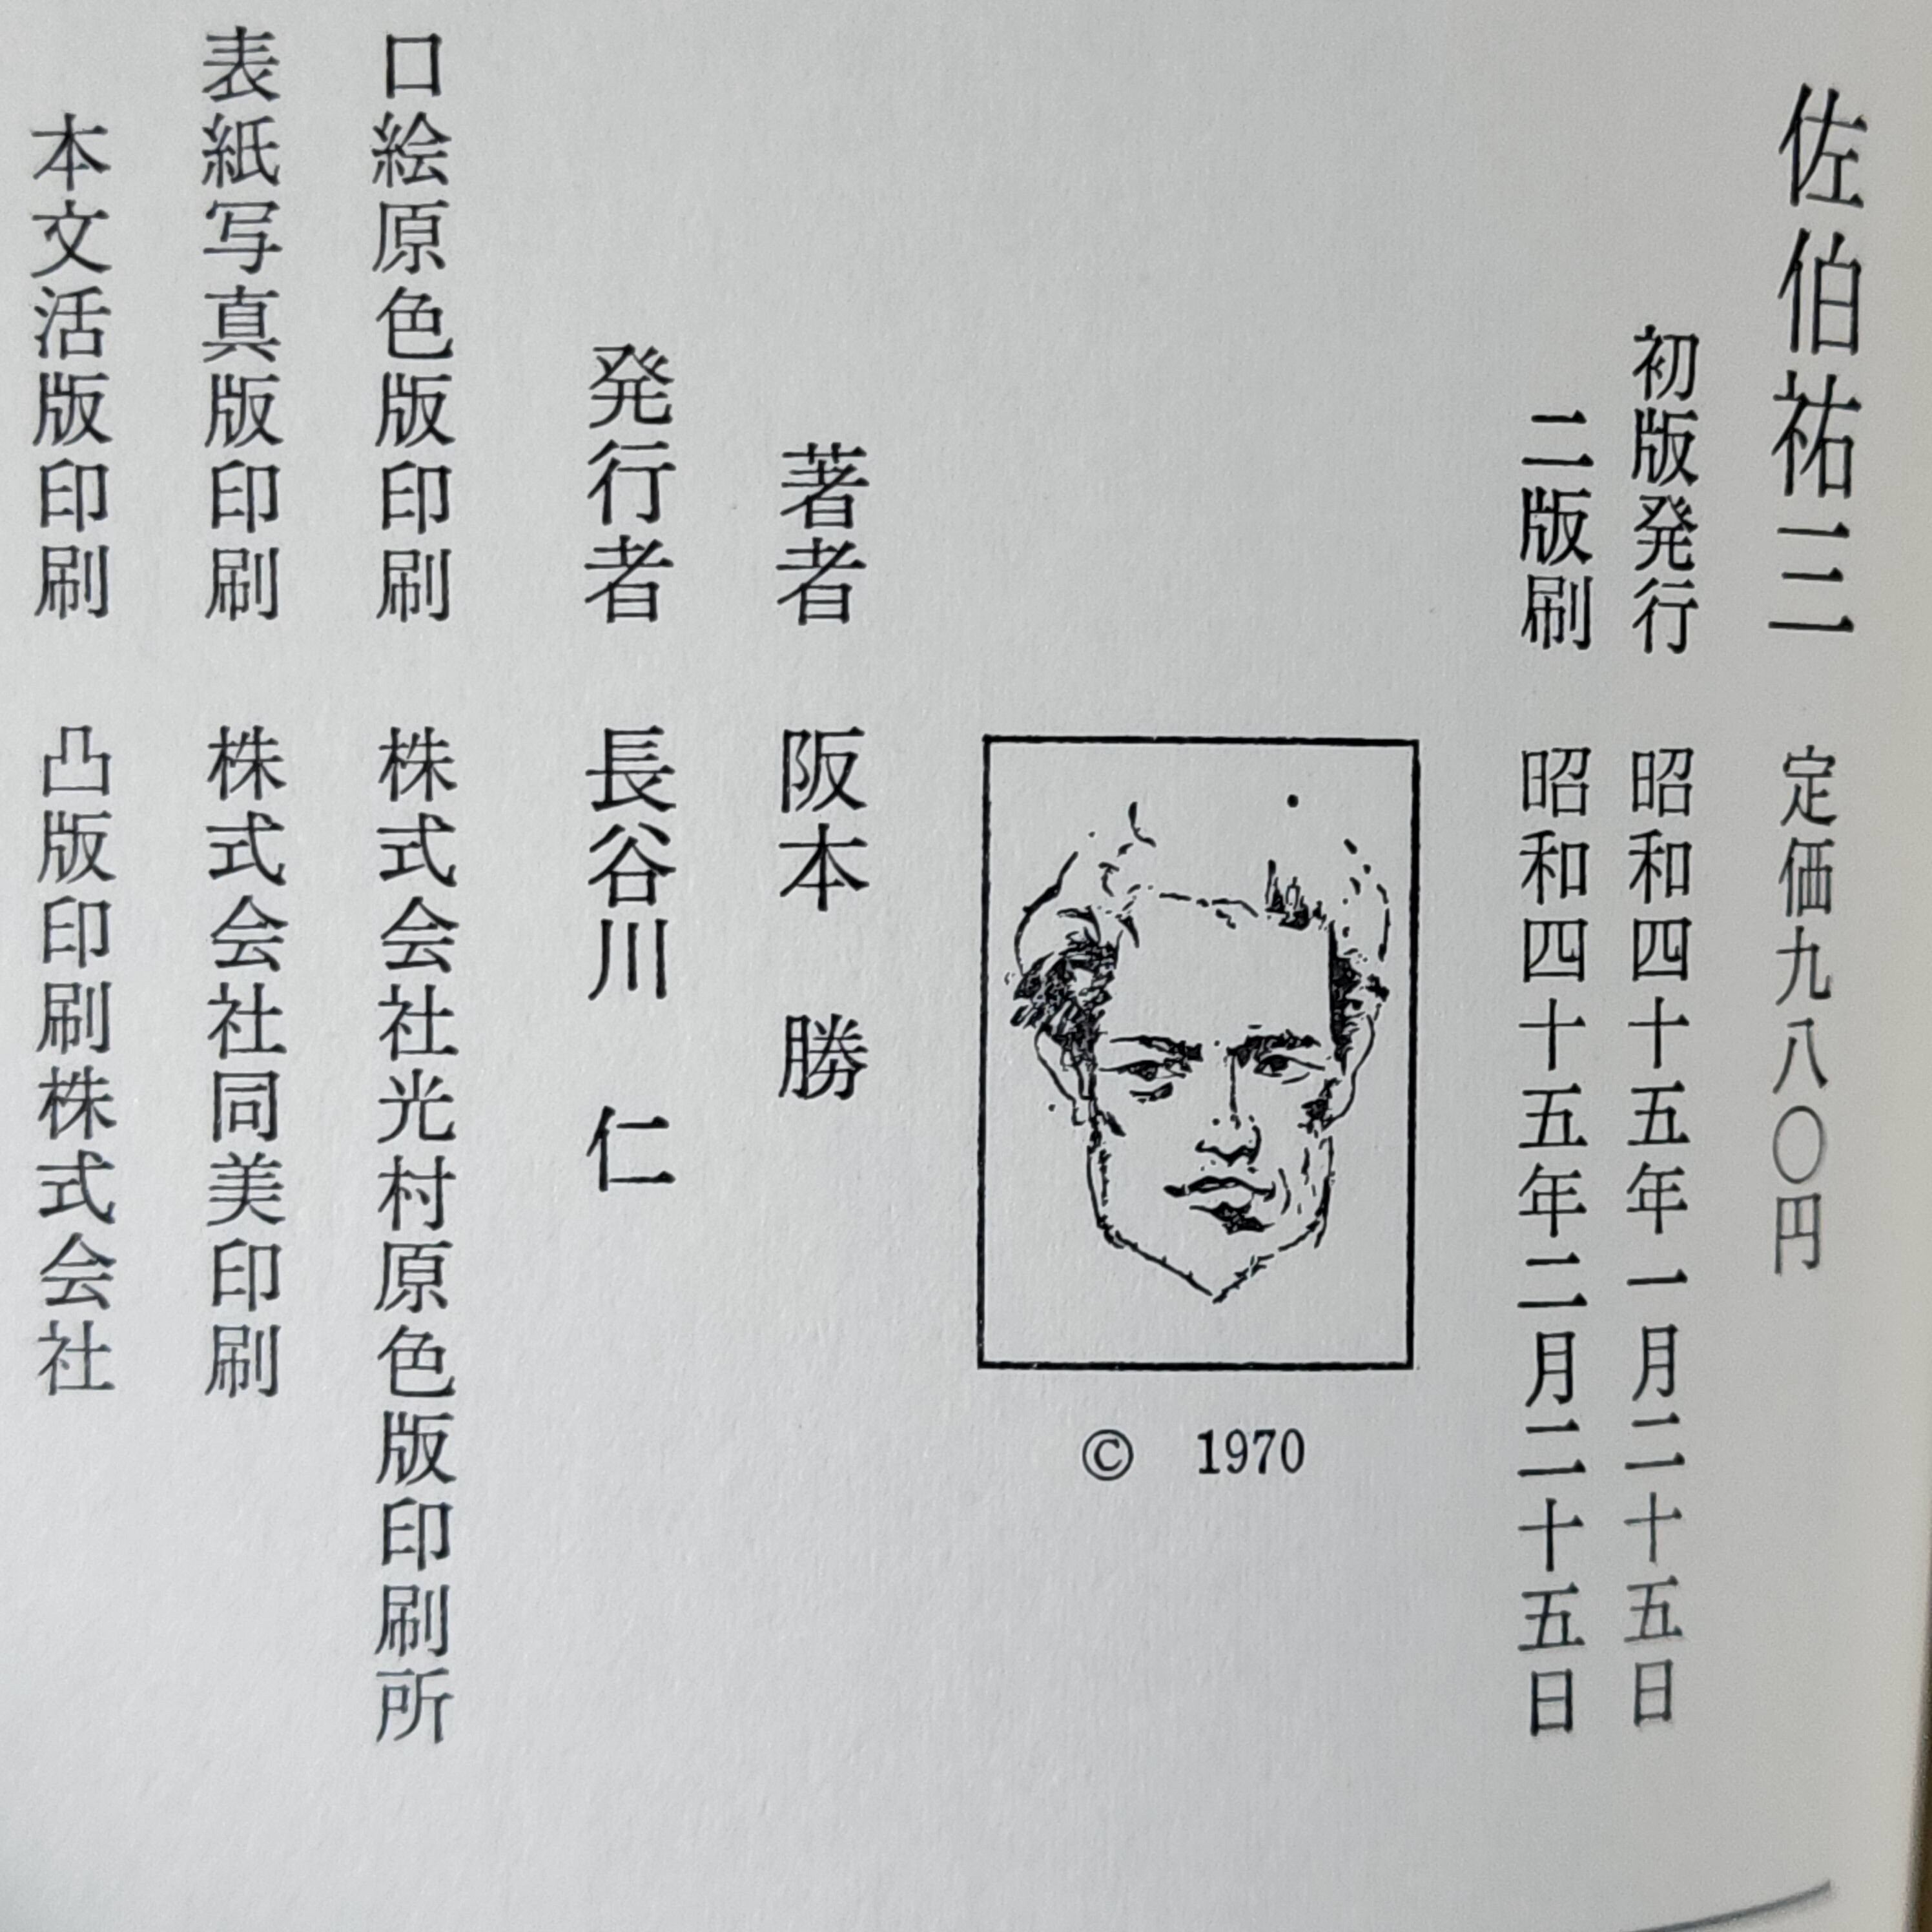 佐伯祐三 定価九八〇円
初版発行 昭和四十五年一月二十五日
二版刷 昭和四十五年二月二十五日
© 1970
著者 阪本 勝
発行者 長谷川 仁
口絵原色版印刷 株式会社光村原色版印刷所
表紙写真版印刷 株式会社同美印刷
本文活版印刷 凸版印刷株式会社